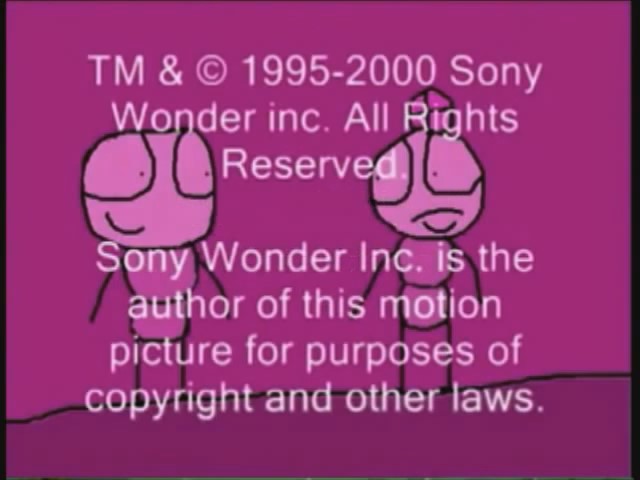 TM & © 1995-2000 Sony
Wonder inc. All Rights
Reserved.
Sony Wonder Inc. is the
author of this motion
picture for purposes of
copyright and other laws.